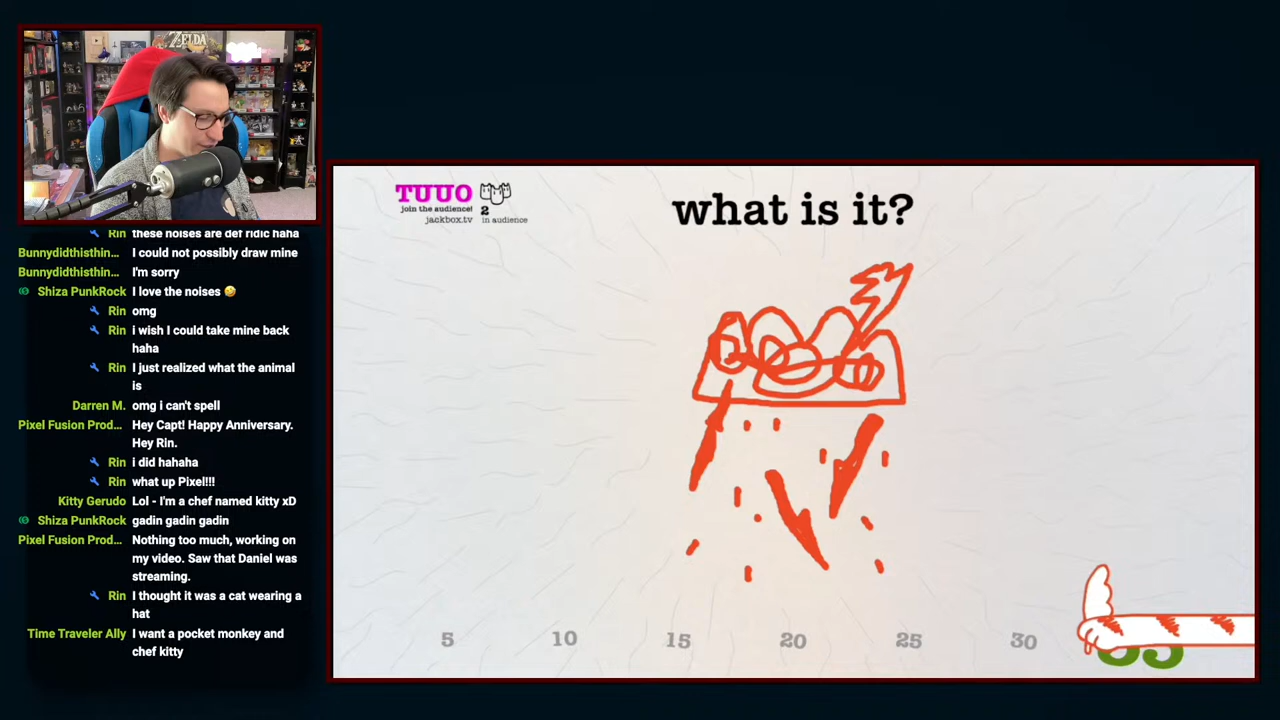 ZELDA
these noises are def ridic haha
Rin
Bunnydidthisthin... I could not possibly draw mine
Bunnydidthisthin... I'm sorry
Shiza PunkRock I love the noises 🤣
Rin omg
Rin i wish I could take mine back
haha
Rin I just realized what the animal
is
Darren M. omg i can't spell
Pixel Fusion Prod... Hey Capt! Happy Anniversary.
Hey Rin.
Rin i did hahaha
Rin what up Pixel!!!
Kitty Gerudo Lol - I'm a chef named kitty xD
Shiza PunkRock gadin gadin gadin
Pixel Fusion Prod... Nothing too much, working on
my video. Saw that Daniel was
streaming.
Rin I thought it was a cat wearing a
hat
Time Traveler Ally I want a pocket monkey and
chef kitty
TUUO
join the audience!
jackbox.tv
2
in audience
what is it?
5 10 15 20 25 30